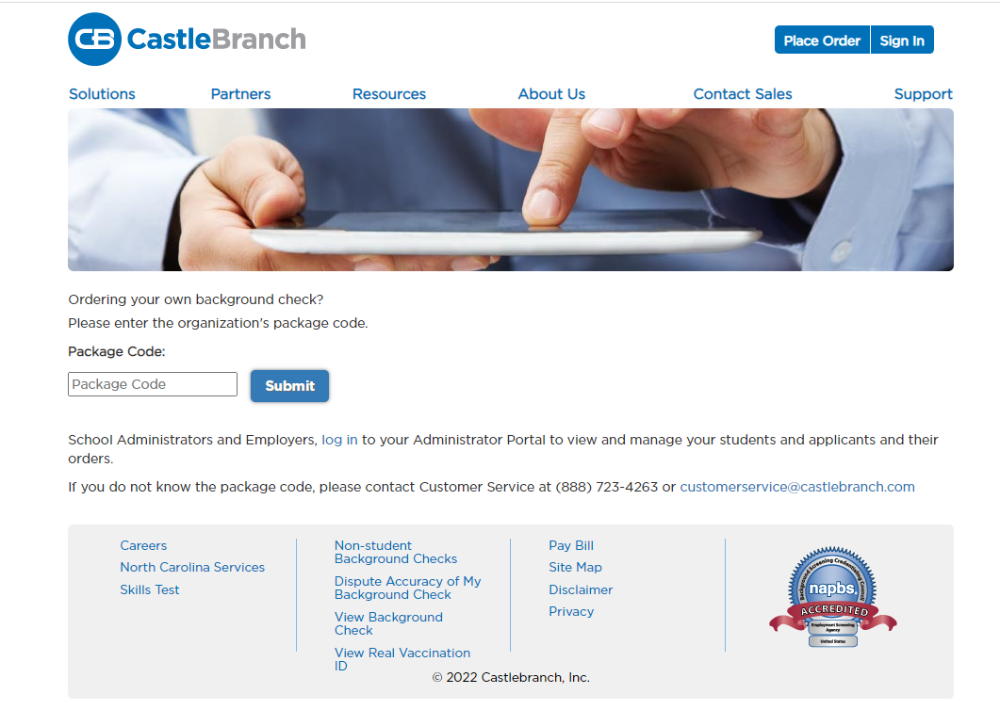 CB CastleBranch
Place Order Sign In
Solutions Partners Resources About Us Contact Sales Support
Ordering your own background check?
Please enter the organization's package code.
Package Code:
Package Code Submit
School Administrators and Employers, log in to your Administrator Portal to view and manage your students and applicants and their
orders.
If you do not know the package code, please contact Customer Service at (888) 723-4263 or customerservice@castlebranch.com
Careers
North Carolina Services
Skills Test
Non-student
Background Checks
Dispute Accuracy of My
Background Check
View Background
Check
View Real Vaccination
ID
Pay Bill
Site Map
Disclaimer
Privacy
Background Screening Credentialing Council
napbs
ACCREDITED
Employment Screening
Agency
United States
© 2022 Castlebranch, Inc.